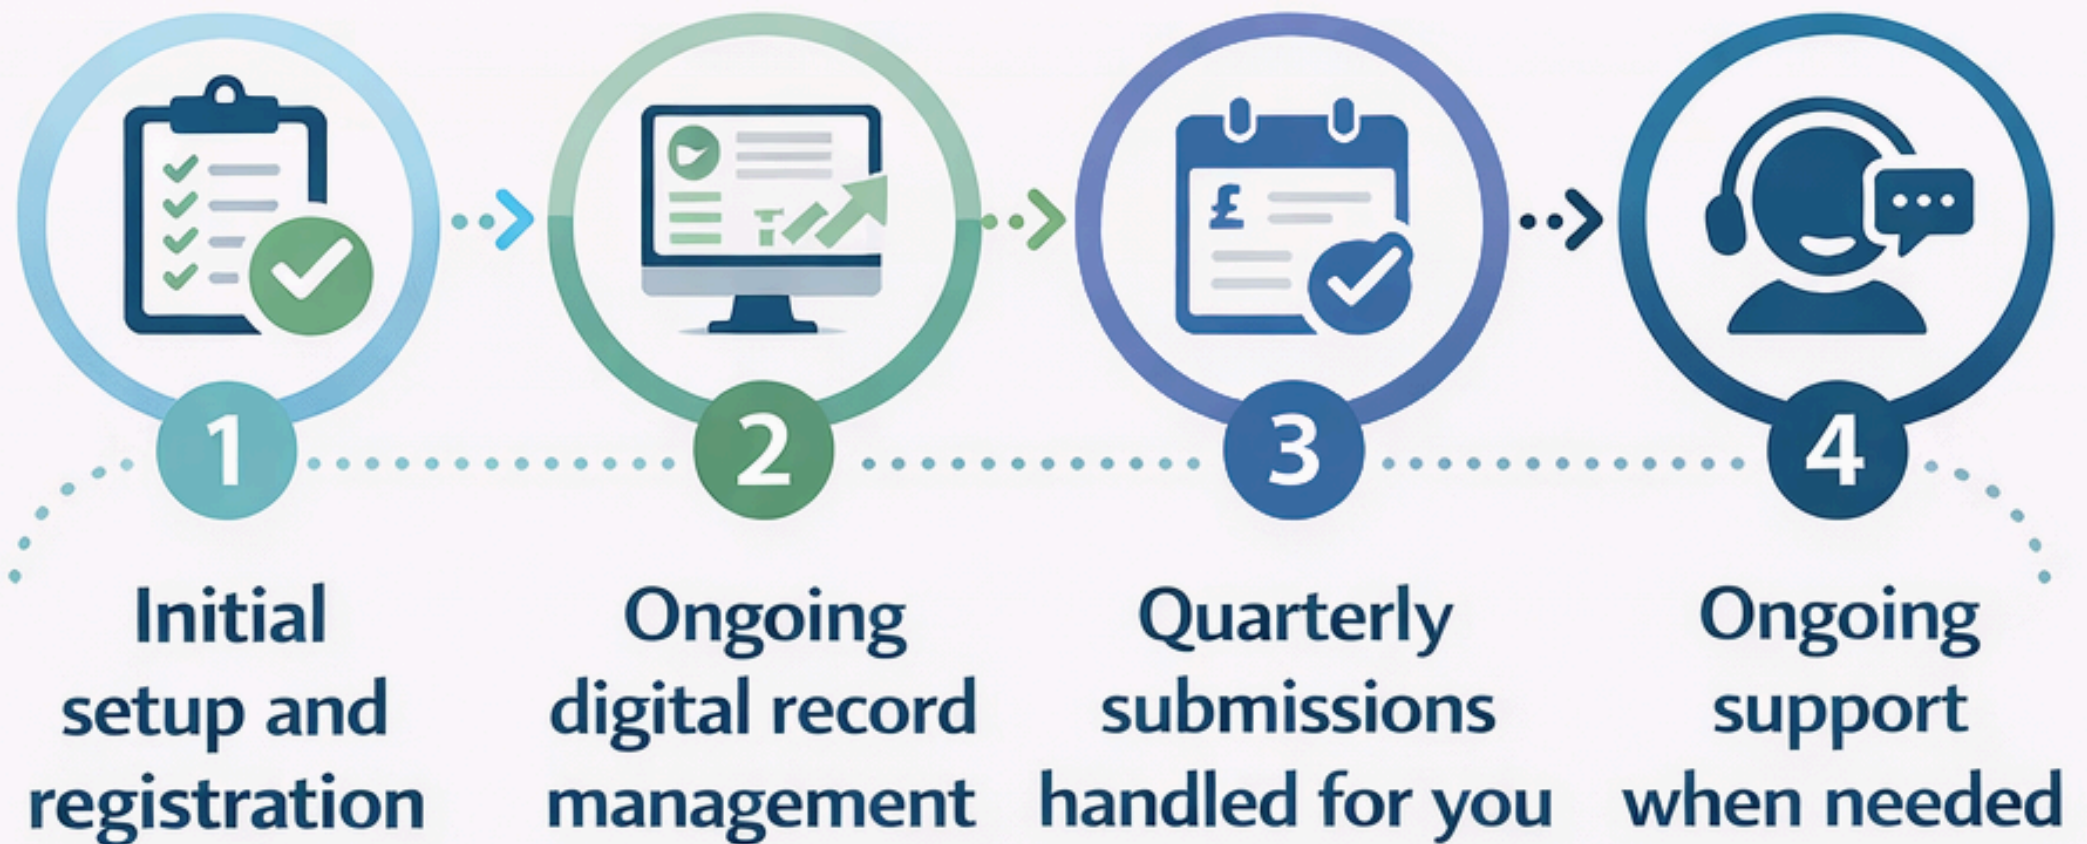 £
1
2
3
4
Initial
setup and
registration
Ongoing
digital record
management
Quarterly
submissions
handled for you
Ongoing
support
when needed